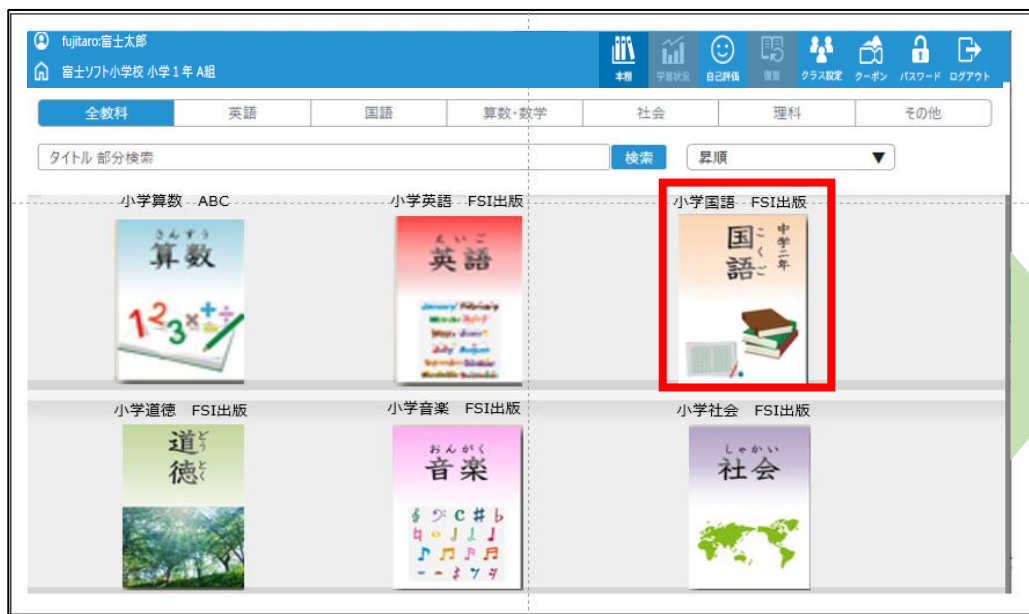 fujitaro:富士太郎
富士ソフト小学校 小学1年 A組
本棚 学習状況 自己評価 復習 クラス設定 クーポン パスワード ログアウト
全教科 英語 国語 算数・数学 社会 理科 その他
タイトル 部分検索 検索 昇順 ▼
小学算数 ABC 小学英語 FSI出版 小学国語 FSI出版
さんすう
算数
123×+÷
えいご
英語
January February
July August
中学二年
国語
こくご
小学道徳 FSI出版 小学音楽 FSI出版 小学社会 FSI出版
道徳
どうとく
おんがく
音楽
しゃかい
社会